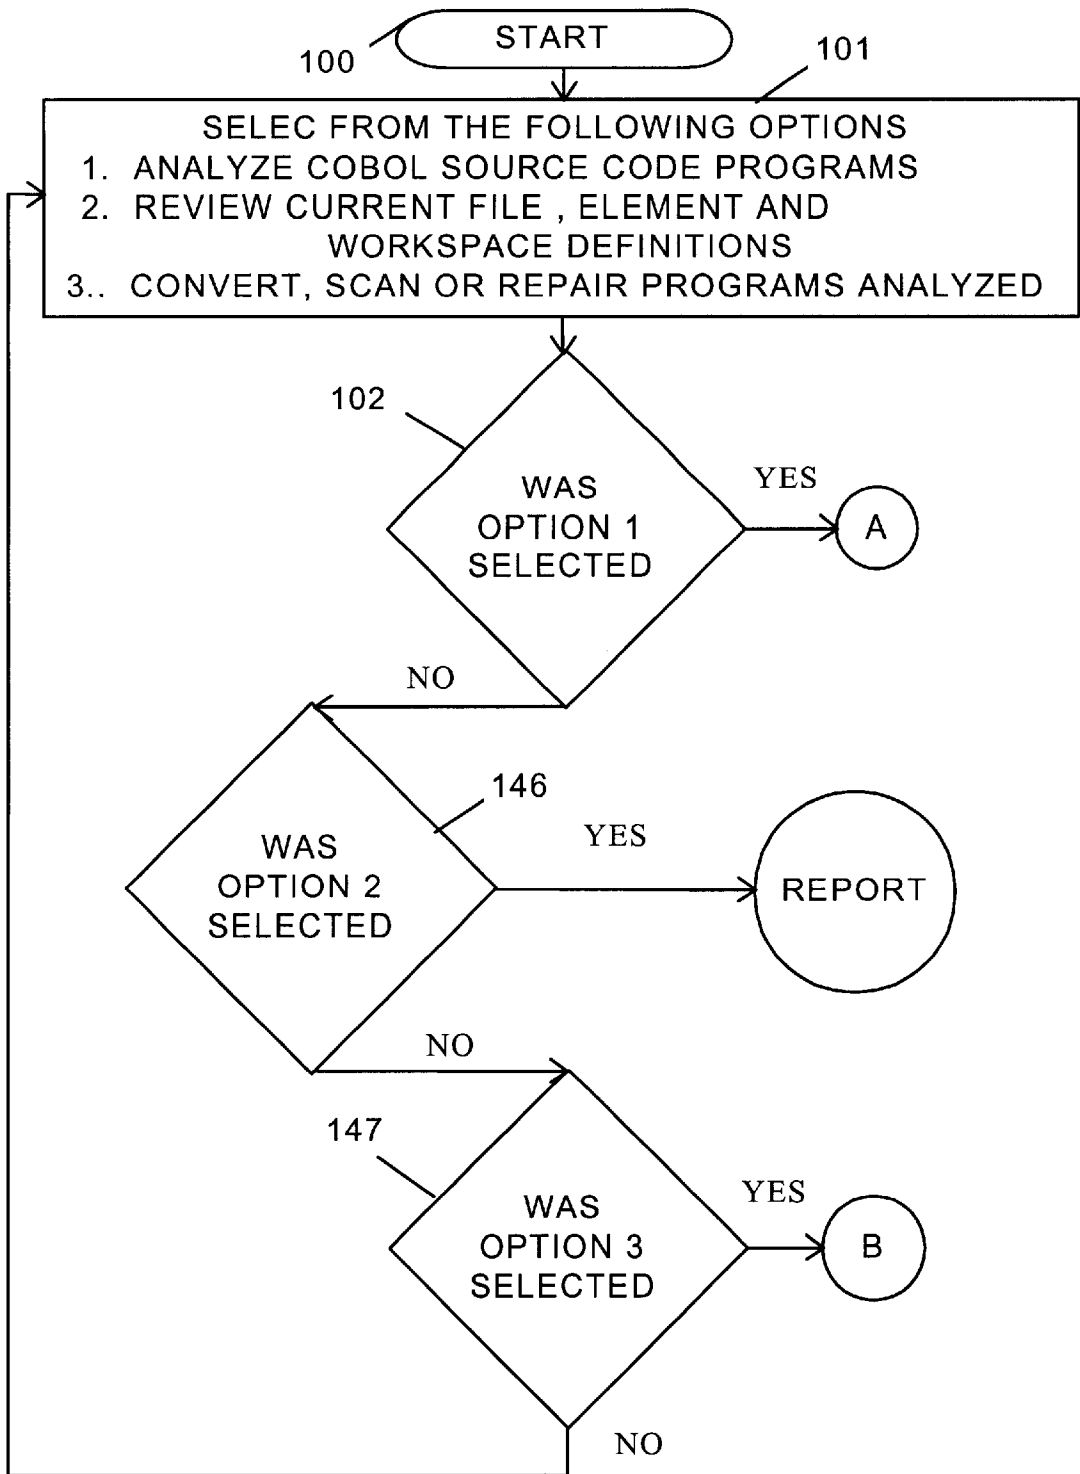 START
100
101
SELEC FROM THE FOLLOWING OPTIONS
1. ANALYZE COBOL SOURCE CODE PROGRAMS
2. REVIEW CURRENT FILE , ELEMENT AND
WORKSPACE DEFINITIONS
3.. CONVERT, SCAN OR REPAIR PROGRAMS ANALYZED
102
WAS
OPTION 1
SELECTED
YES
A
NO
146
WAS
OPTION 2
SELECTED
YES
REPORT
NO
147
WAS
OPTION 3
SELECTED
YES
B
NO